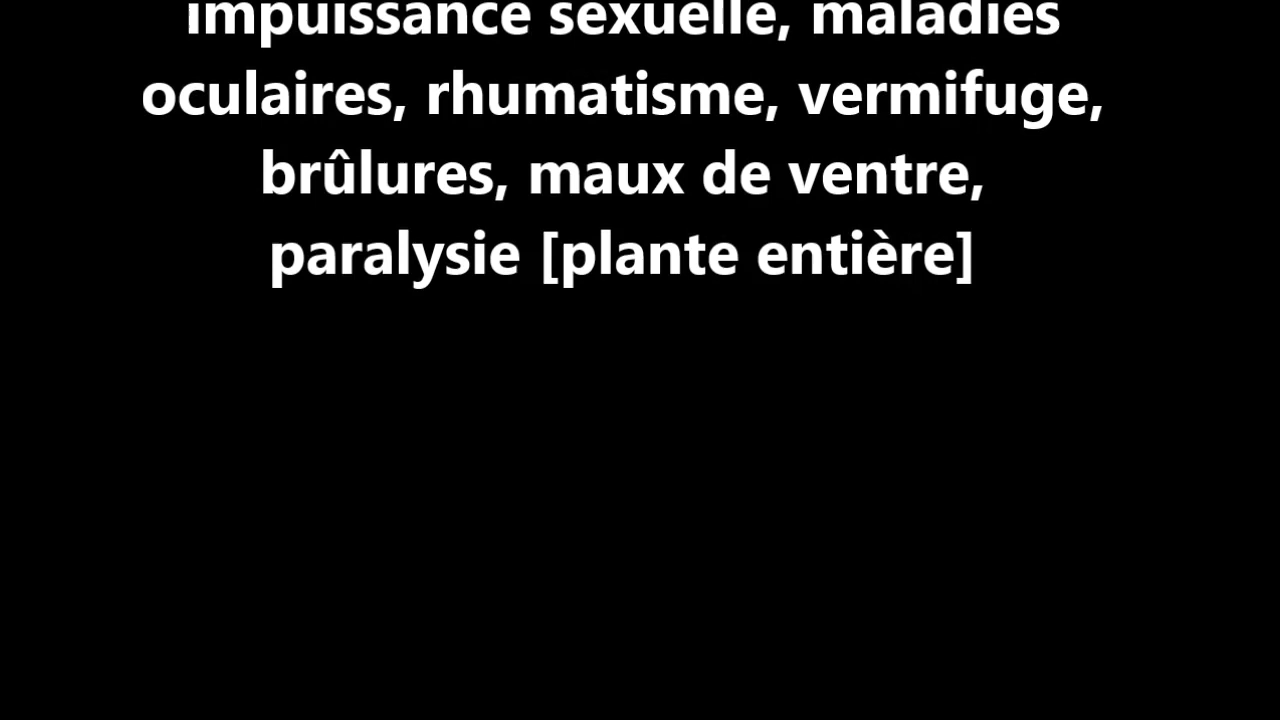 impuissance sexuelle, maladies
oculaires, rhumatisme, vermifuge,
brûlures, maux de ventre,
paralysie [plante entière]